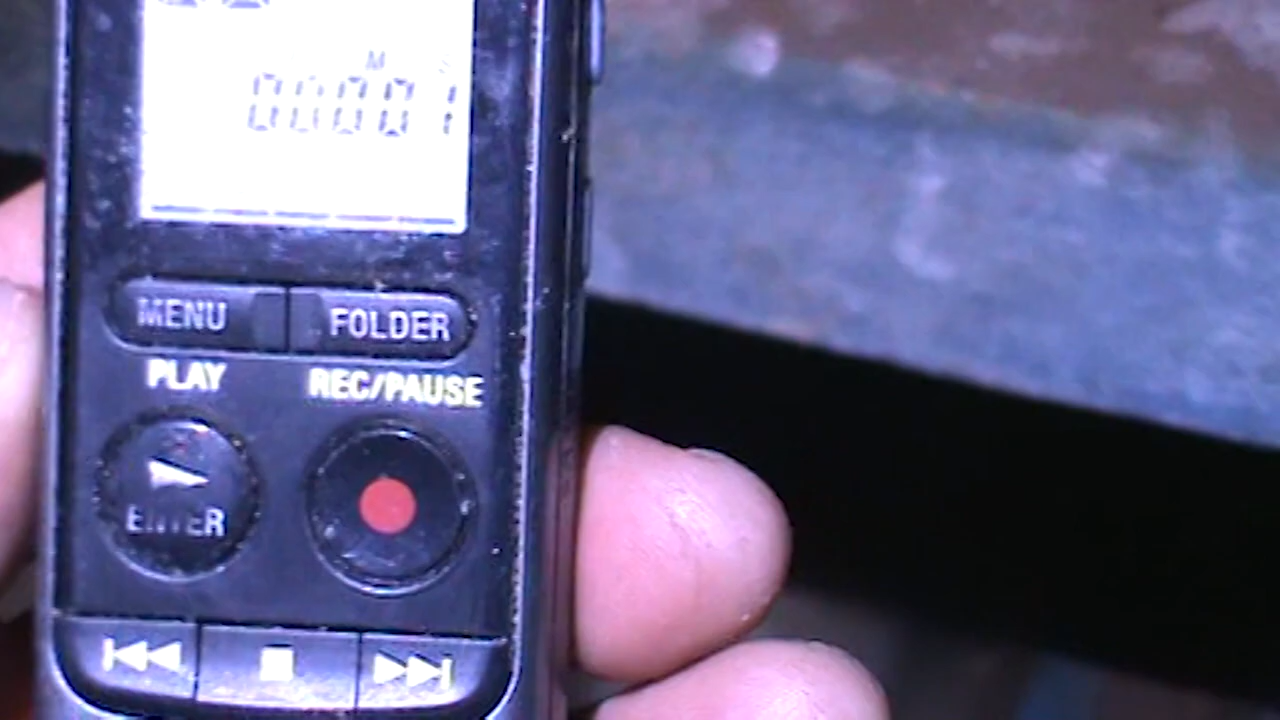 M S
00001
MENU FOLDER
PLAY REC/PAUSE
ENTER